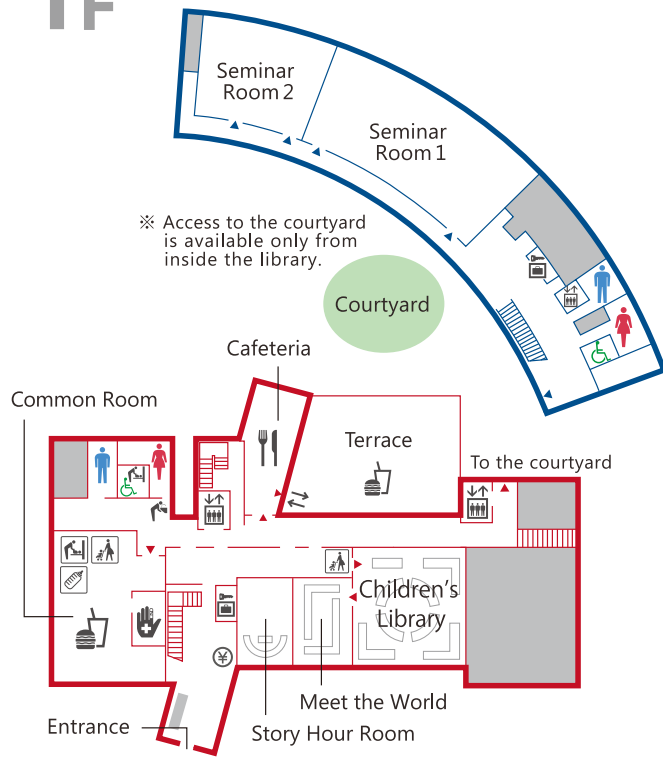 1F
Seminar
Room 2
Seminar
Room 1
※ Access to the courtyard
is available only from
inside the library.
Courtyard
Cafeteria
Common Room
Terrace
To the courtyard
Children's
Library
¥
Meet the World
Entrance
Story Hour Room